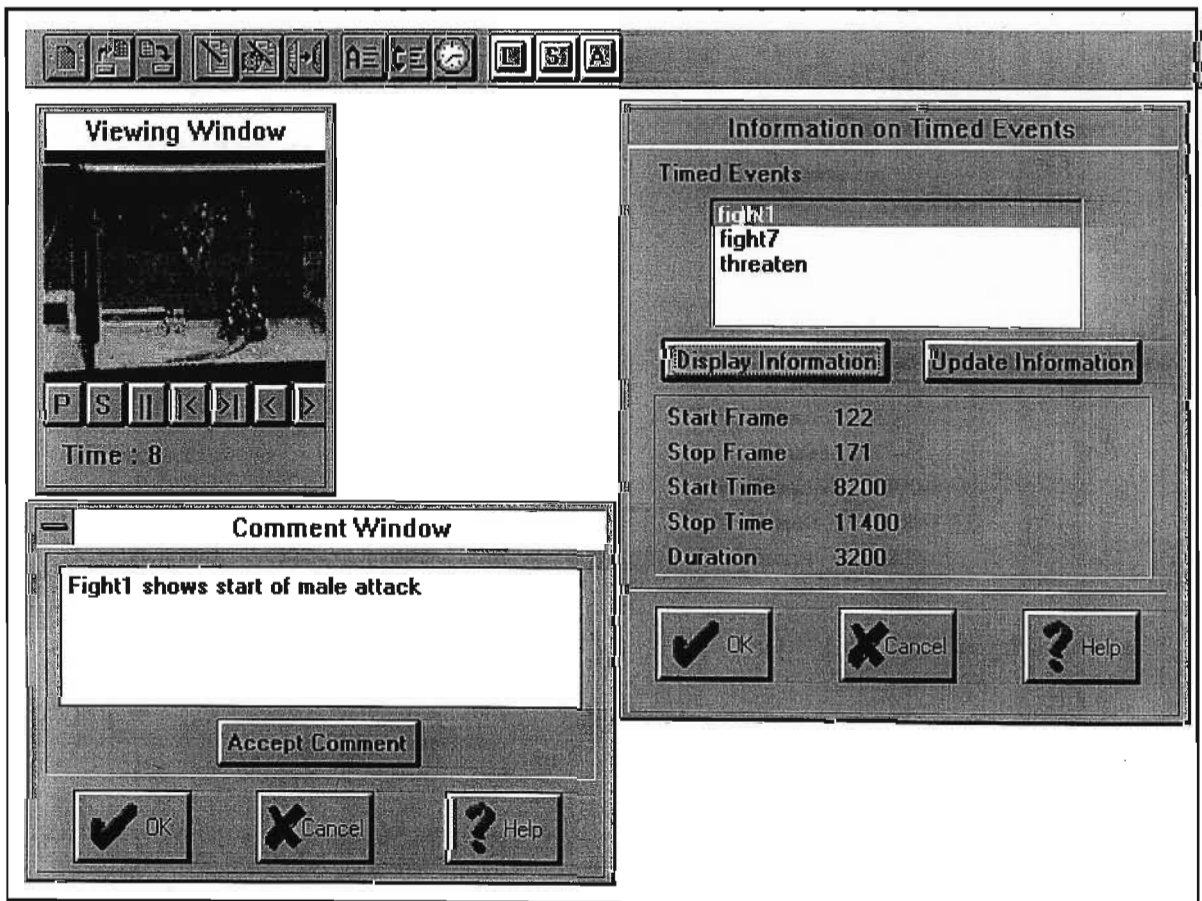 A
C
L
S
A
Viewing Window
P S || |< >| < >
Time : 8
Comment Window
Fight1 shows start of male attack
Accept Comment
OK Cancel Help
Information on Timed Events
Timed Events
fight1
fight7
threaten
Display Information Update Information
Start Frame 122
Stop Frame 171
Start Time 8200
Stop Time 11400
Duration 3200
OK Cancel Help